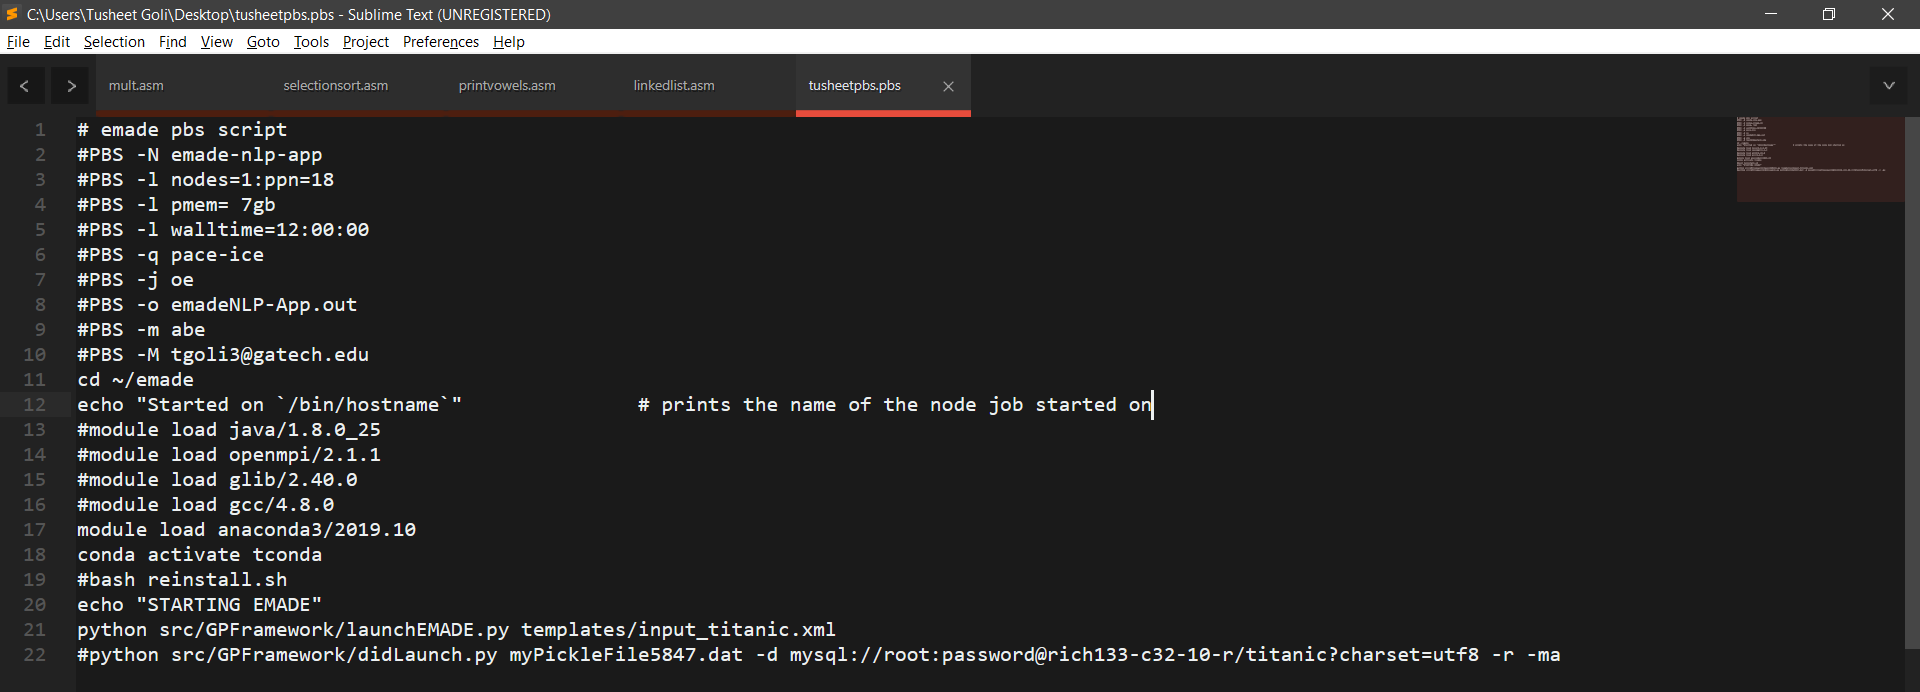 C:\Users\Tusheet Goli\Desktop\tusheetpbs.pbs - Sublime Text (UNREGISTERED)
File Edit Selection Find View Goto Tools Project Preferences Help
mult.asm selectionsort.asm printvowels.asm linkedlist.asm tusheetpbs.pbs
1 # emade pbs script
2 #PBS -N emade-nlp-app
3 #PBS -l nodes=1:ppn=18
4 #PBS -l pmem= 7gb
5 #PBS -l walltime=12:00:00
6 #PBS -q pace-ice
7 #PBS -j oe
8 #PBS -o emadeNLP-App.out
9 #PBS -m abe
10 #PBS -M tgoli3@gatech.edu
11 cd ~/emade
12 echo "Started on `/bin/hostname`"               # prints the name of the node job started on
13 #module load java/1.8.0_25
14 #module load openmpi/2.1.1
15 #module load glib/2.40.0
16 #module load gcc/4.8.0
17 module load anaconda3/2019.10
18 conda activate tconda
19 #bash reinstall.sh
20 echo "STARTING EMADE"
21 python src/GPFramework/launchEMADE.py templates/input_titanic.xml
22 #python src/GPFramework/didLaunch.py myPickleFile5847.dat -d mysql://root:password@rich133-c32-10-r/titanic?charset=utf8 -r -ma